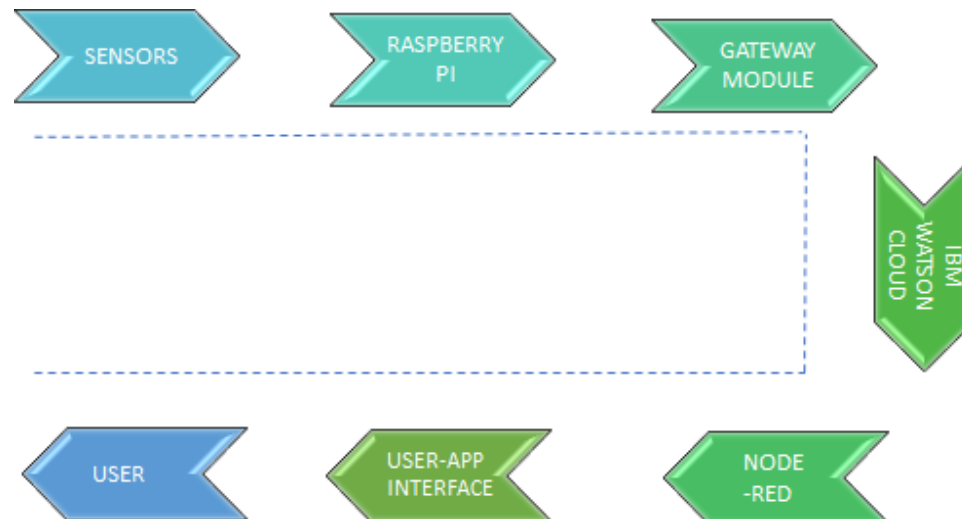 SENSORS
RASPBERRY
PI
GATEWAY
MODULE
IBM
WATSON
CLOUD
NODE
-RED
USER-APP
INTERFACE
USER